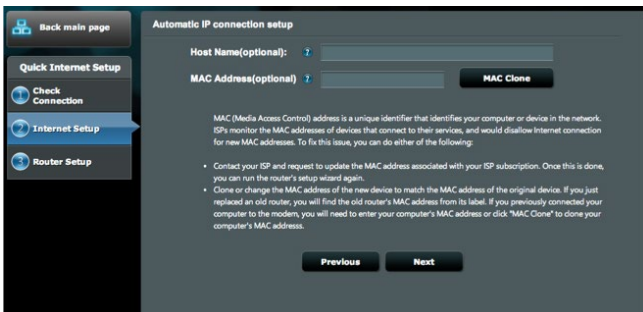 Back main page
Automatic IP connection setup
Host Name(optional): ?
Quick Internet Setup
MAC Address(optional) ? MAC Clone
1 Check
Connection
2 Internet Setup
3 Router Setup
MAC (Media Access Control) address is a unique identifier that identifies your computer or device in the network.
ISPs monitor the MAC addresses of devices that connect to their services, and would disallow Internet connection
for new MAC addresses. To fix this issue, you can do either of the following:
• Contact your ISP and request to update the MAC address associated with your ISP subscription. Once this is done,
you can run the router's setup wizard again.
• Clone or change the MAC address of the new device to match the MAC address of the original device. If you just
replaced an old router, you will find the old router's MAC address from its label. If you previously connected your
computer to the modem, you will need to enter your computer's MAC address or click "MAC Clone" to clone your
computer's MAC addresss.
Previous Next